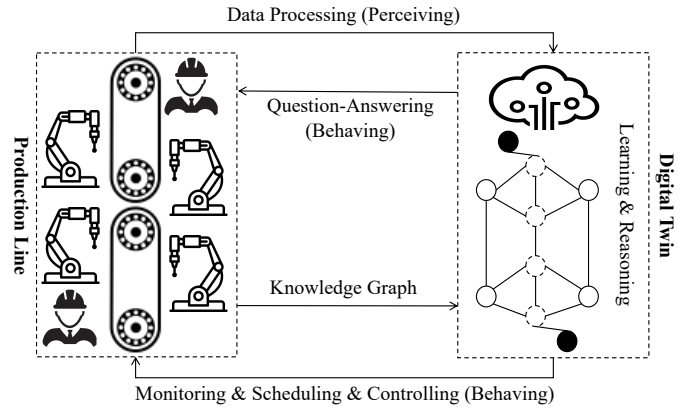 Data Processing (Perceiving)
Question-Answering
(Behaving)
Production Line
Learning & Reasoning
Digital Twin
Knowledge Graph
Monitoring & Scheduling & Controlling (Behaving)